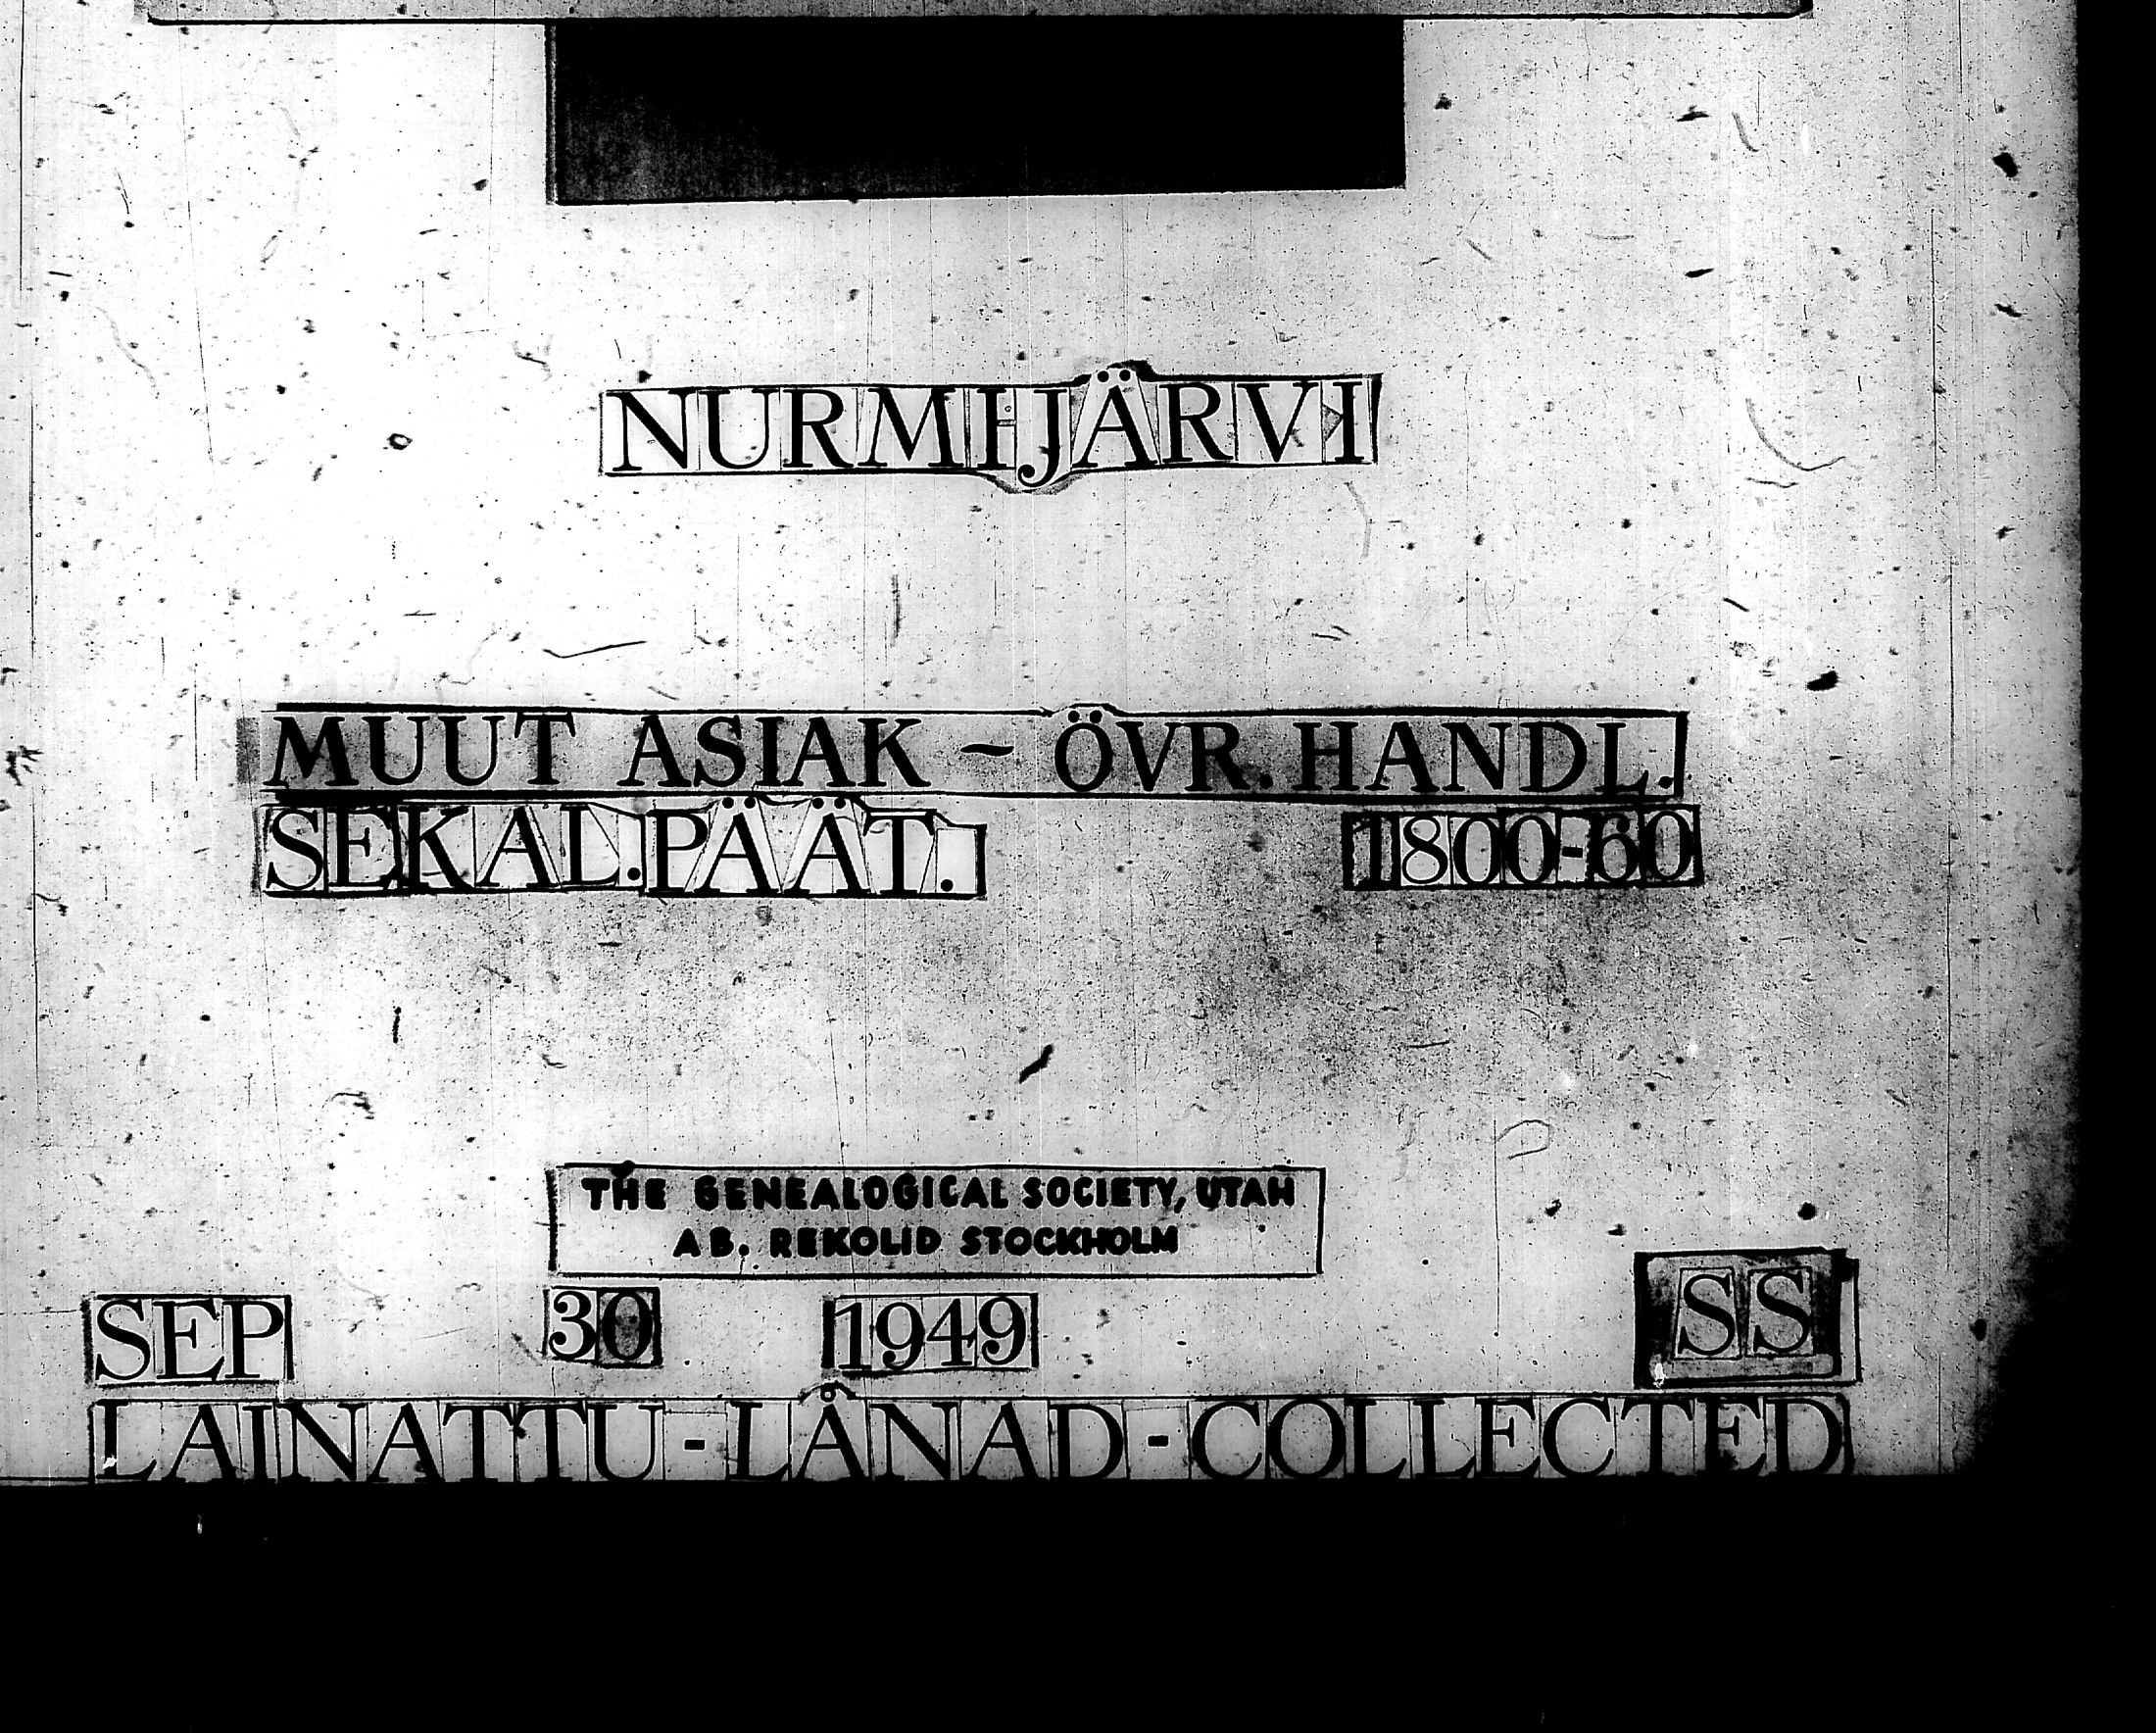 NURMIJÄRVI
MUUT ASIAK - ÖVR. HANDL.
SEKAL. PÄÄT. 1800-60
THE GENEALOGICAL SOCIETY, UTAH
AB. REKOLID STOCKHOLM
SEP 30 1949 SS
LAINATTU - LÅNAD - COLLECTED